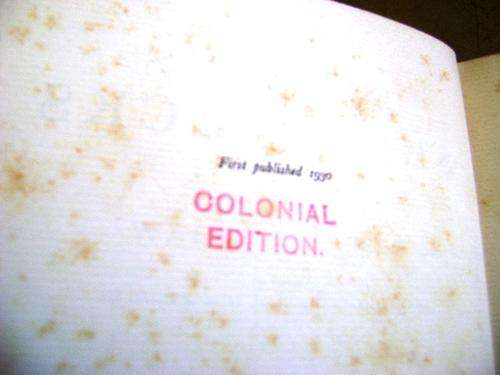 First published 1930
COLONIAL
EDITION.